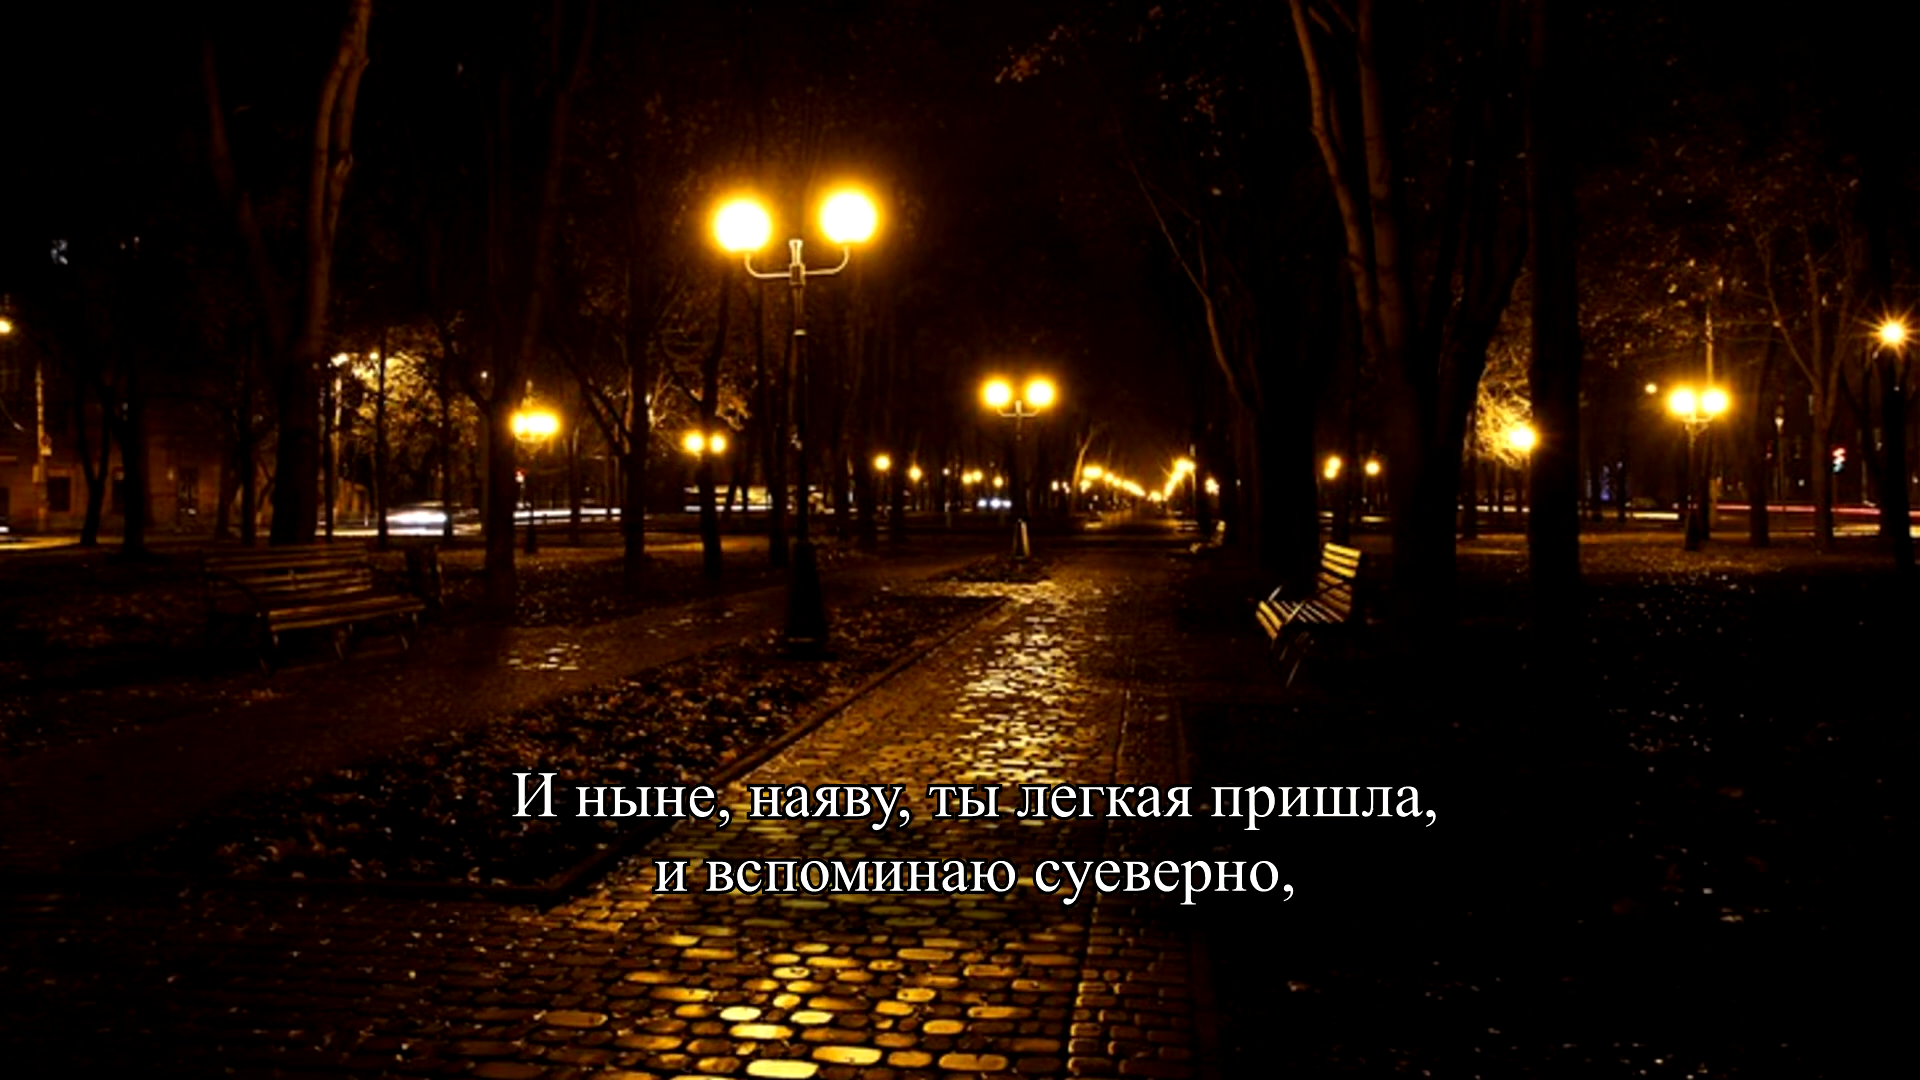 И ныне, наяву, ты легкая пришла,
и вспоминаю суеверно,